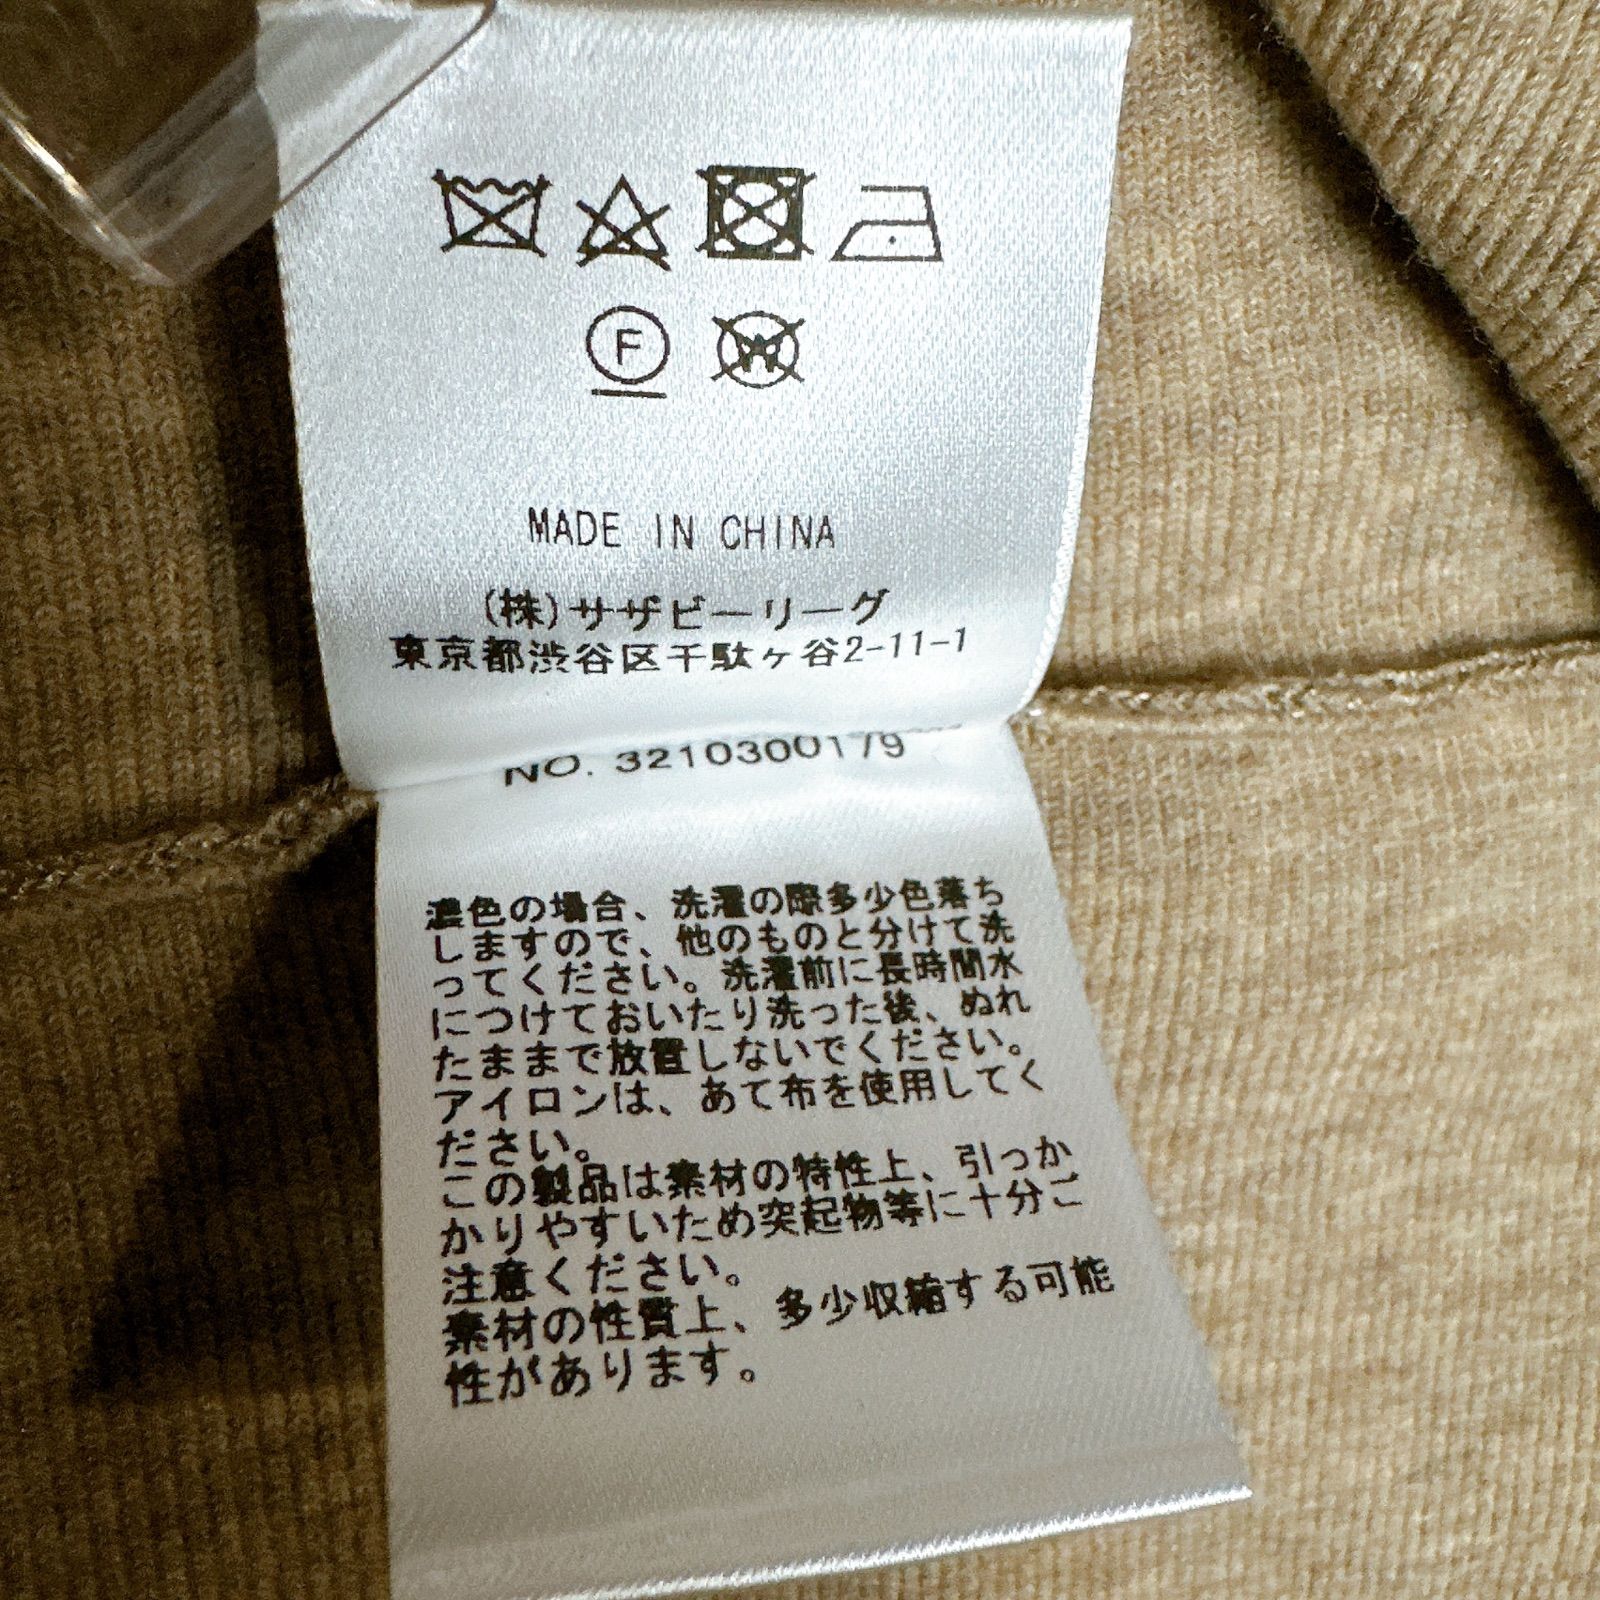 F
W
MADE IN CHINA
(株)サザビーリーグ
東京都渋谷区千駄ヶ谷2-11-1
NO. 3210300179
濃色の場合、洗濯の際多少色落ち
しますので、他のものと分けて洗
ってください。洗濯前に長時間水
につけておいたり洗った後、ぬれ
たままで放置しないでください。
アイロンは、あて布を使用してく
ださい。
この製品は素材の特性上、引っか
かりやすいため突起物等に十分ご
注意ください。
素材の性質上、多少収縮する可能
性があります。